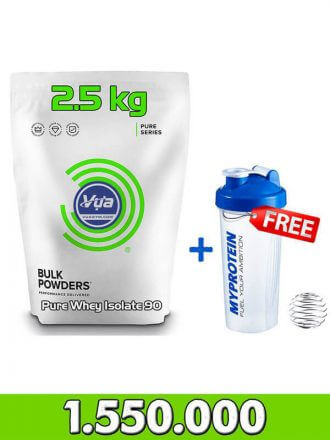 2.5 kg
PURE
SERIES
Vựa
BULK
POWDERS
PERFORMANCE DELIVERED
Pure Whey Isolate 90
+
FREE
MYPROTEIN
FUEL YOUR AMBITION
1.550.000